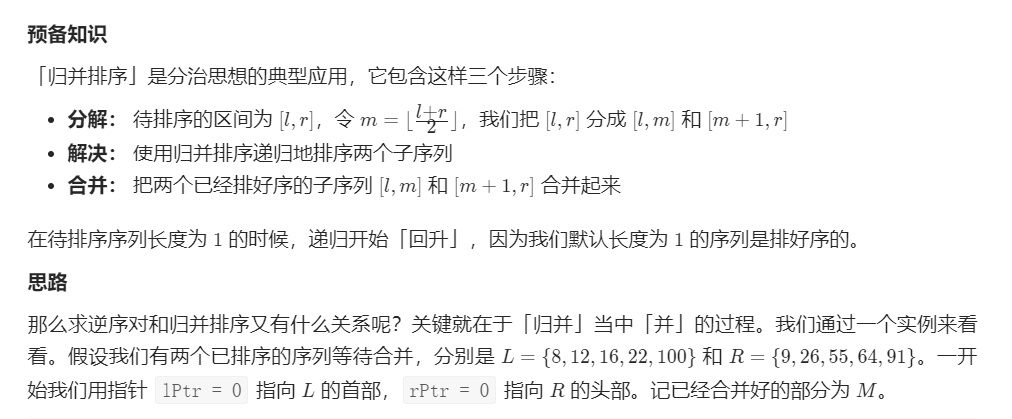 预备知识
「归并排序」是分治思想的典型应用，它包含这样三个步骤：
• 分解： 待排序的区间为 [l, r]，令 m = ⌊(l+r)/2⌋，我们把 [l, r] 分成 [l, m] 和 [m + 1, r]
• 解决： 使用归并排序递归地排序两个子序列
• 合并： 把两个已经排好序的子序列 [l, m] 和 [m + 1, r] 合并起来
在待排序序列长度为 1 的时候，递归开始「回升」，因为我们默认长度为 1 的序列是排好序的。
思路
那么求逆序对和归并排序又有什么关系呢？关键就在于「归并」当中「并」的过程。我们通过一个实例来看
看。假设我们有两个已排序的序列等待合并，分别是 L = {8, 12, 16, 22, 100} 和 R = {9, 26, 55, 64, 91}。一开
始我们用指针 lPtr = 0 指向 L 的首部，rPtr = 0 指向 R 的头部。记已经合并好的部分为 M。